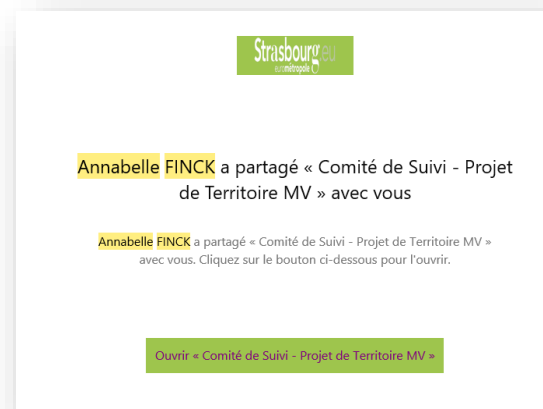 Strasbourg.eu
eurométropole
Annabelle FINCK a partagé « Comité de Suivi - Projet
de Territoire MV » avec vous
Annabelle FINCK a partagé « Comité de Suivi - Projet de Territoire MV »
avec vous. Cliquez sur le bouton ci-dessous pour l'ouvrir.
Ouvrir « Comité de Suivi - Projet de Territoire MV »